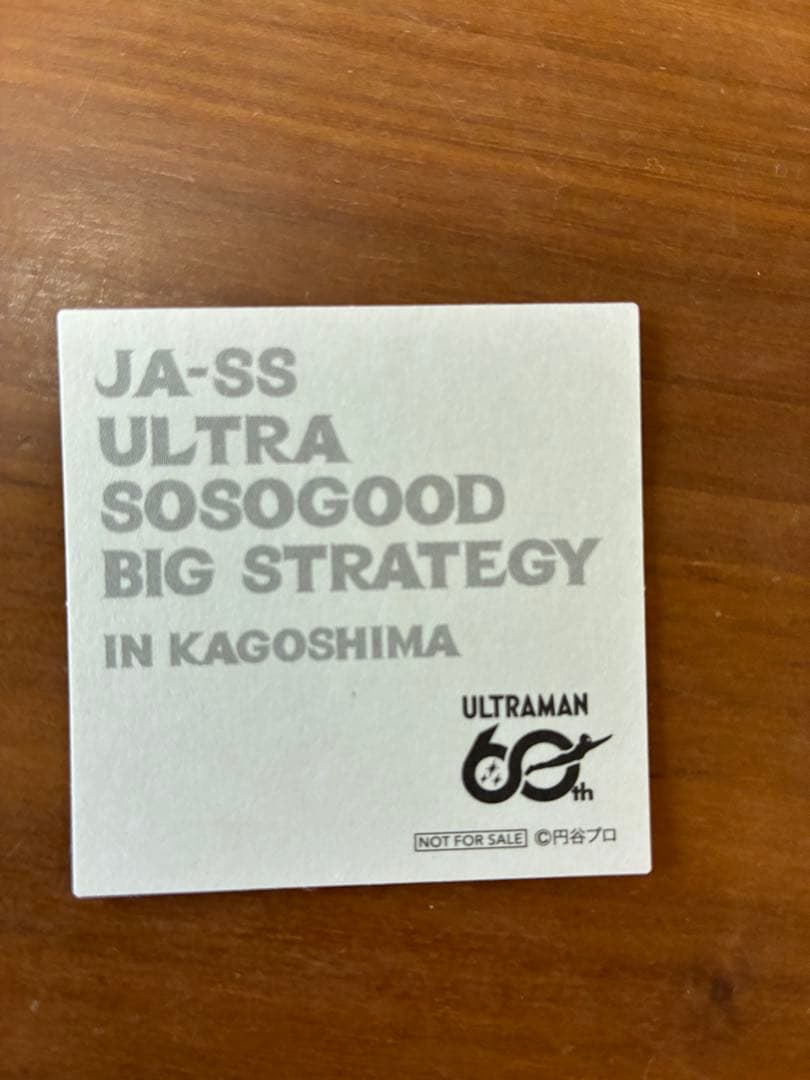 JA-SS
ULTRA
SOSOGOOD
BIG STRATEGY
IN KAGOSHIMA
ULTRAMAN
60th
NOT FOR SALE ©円谷プロ